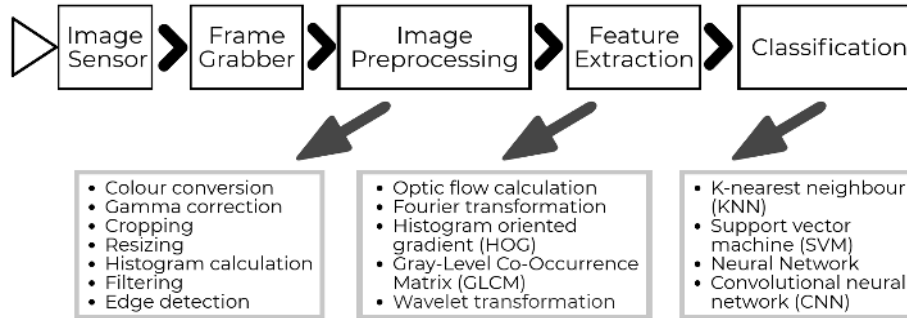 Image
Sensor
Frame
Grabber
Image
Preprocessing
Feature
Extraction
Classification
• Colour conversion
• Gamma correction
• Cropping
• Resizing
• Histogram calculation
• Filtering
• Edge detection
• Optic flow calculation
• Fourier transformation
• Histogram oriented
gradient (HOG)
• Gray-Level Co-Occurrence
Matrix (GLCM)
• Wavelet transformation
• K-nearest neighbour
(KNN)
• Support vector
machine (SVM)
• Neural Network
• Convolutional neural
network (CNN)